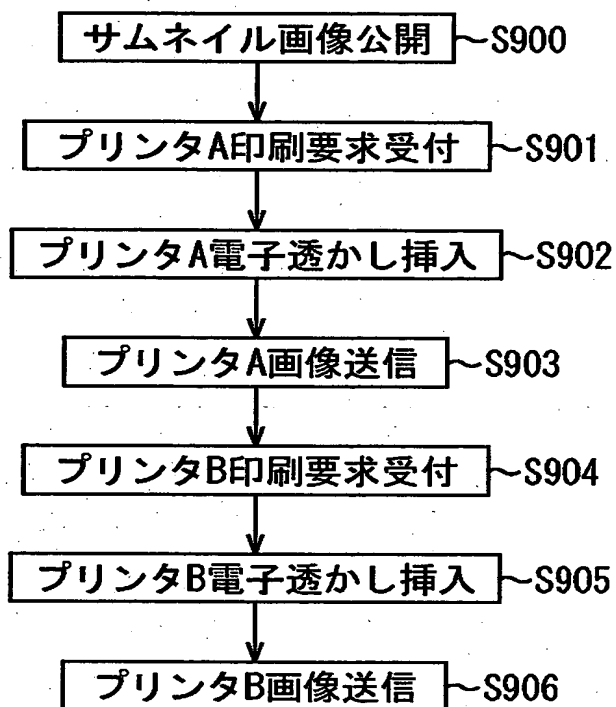 サムネイル画像公開 ~S900
プリンタA印刷要求受付 ~S901
プリンタA電子透かし挿入 ~S902
プリンタA画像送信 ~S903
プリンタB印刷要求受付 ~S904
プリンタB電子透かし挿入 ~S905
プリンタB画像送信 ~S906